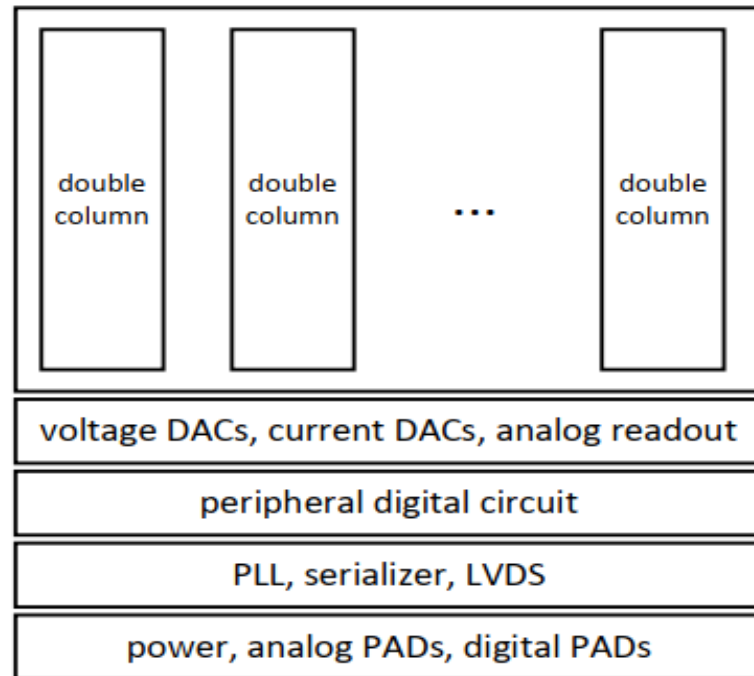 double
column
double
column
...
double
column
voltage DACs, current DACs, analog readout
peripheral digital circuit
PLL, serializer, LVDS
power, analog PADs, digital PADs